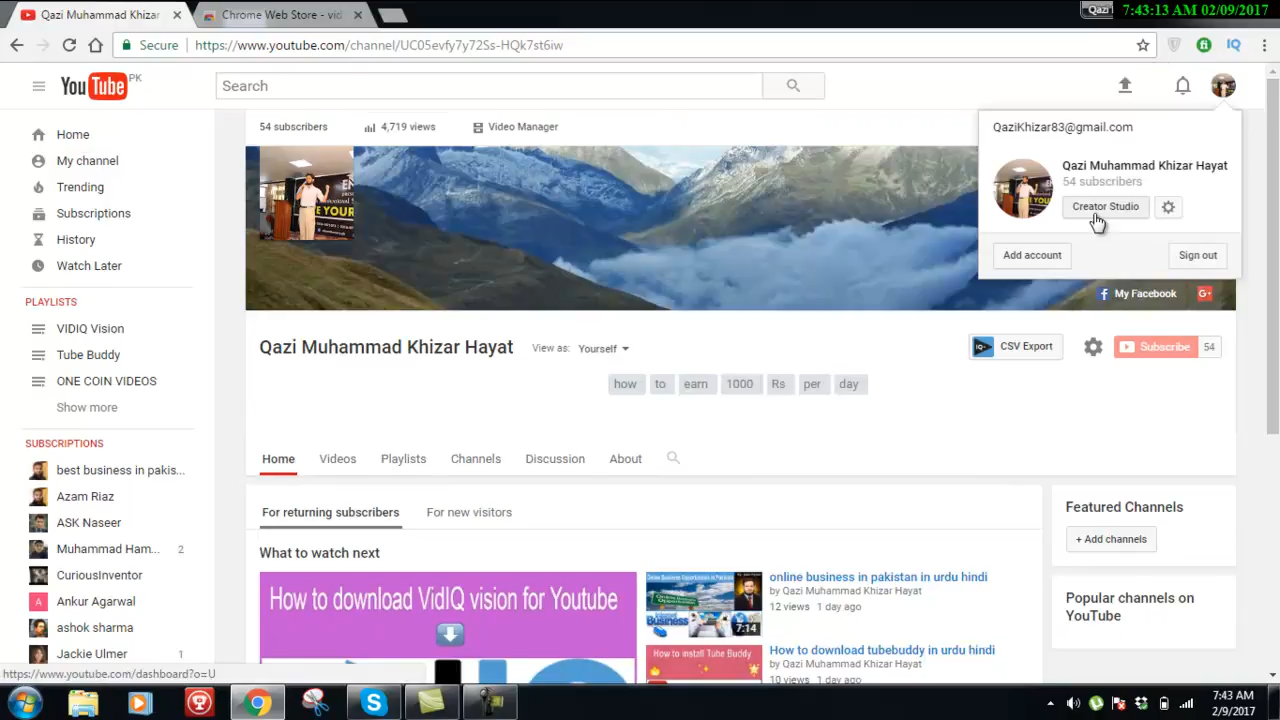 Qazi Muhammad Khizar
Chrome Web Store - vid
Qazi
7:43:13 AM 02/09/2017
Secure
https://www.youtube.com/channel/UC05evfy7y72Ss-HQk7st6iw
YouTube PK
Search
Home
My channel
Trending
Subscriptions
History
Watch Later
PLAYLISTS
VIDIQ Vision
Tube Buddy
ONE COIN VIDEOS
Show more
SUBSCRIPTIONS
best business in pakis...
Azam Riaz
ASK Naseer
Muhammad Ham... 2
CuriousInventor
Ankur Agarwal
ashok sharma
Jackie Ulmer 1
54 subscribers
4,719 views
Video Manager
QaziKhizar83@gmail.com
Qazi Muhammad Khizar Hayat
54 subscribers
Creator Studio
Add account
Sign out
My Facebook
Qazi Muhammad Khizar Hayat
View as: Yourself
CSV Export
Subscribe 54
how to earn 1000 Rs per day
Home Videos Playlists Channels Discussion About
For returning subscribers
For new visitors
What to watch next
How to download VidIQ vision for Youtube
Internet
Business
7:14
online business in pakistan in urdu hindi
by Qazi Muhammad Khizar Hayat
12 views 1 day ago
How to install Tube Buddy
How to download tubebuddy in urdu hindi
by Qazi Muhammad Khizar Hayat
10 views 1 day ago
Featured Channels
+ Add channels
Popular channels on
YouTube
https://www.youtube.com/dashboard?o=U
7:43 AM
2/9/2017